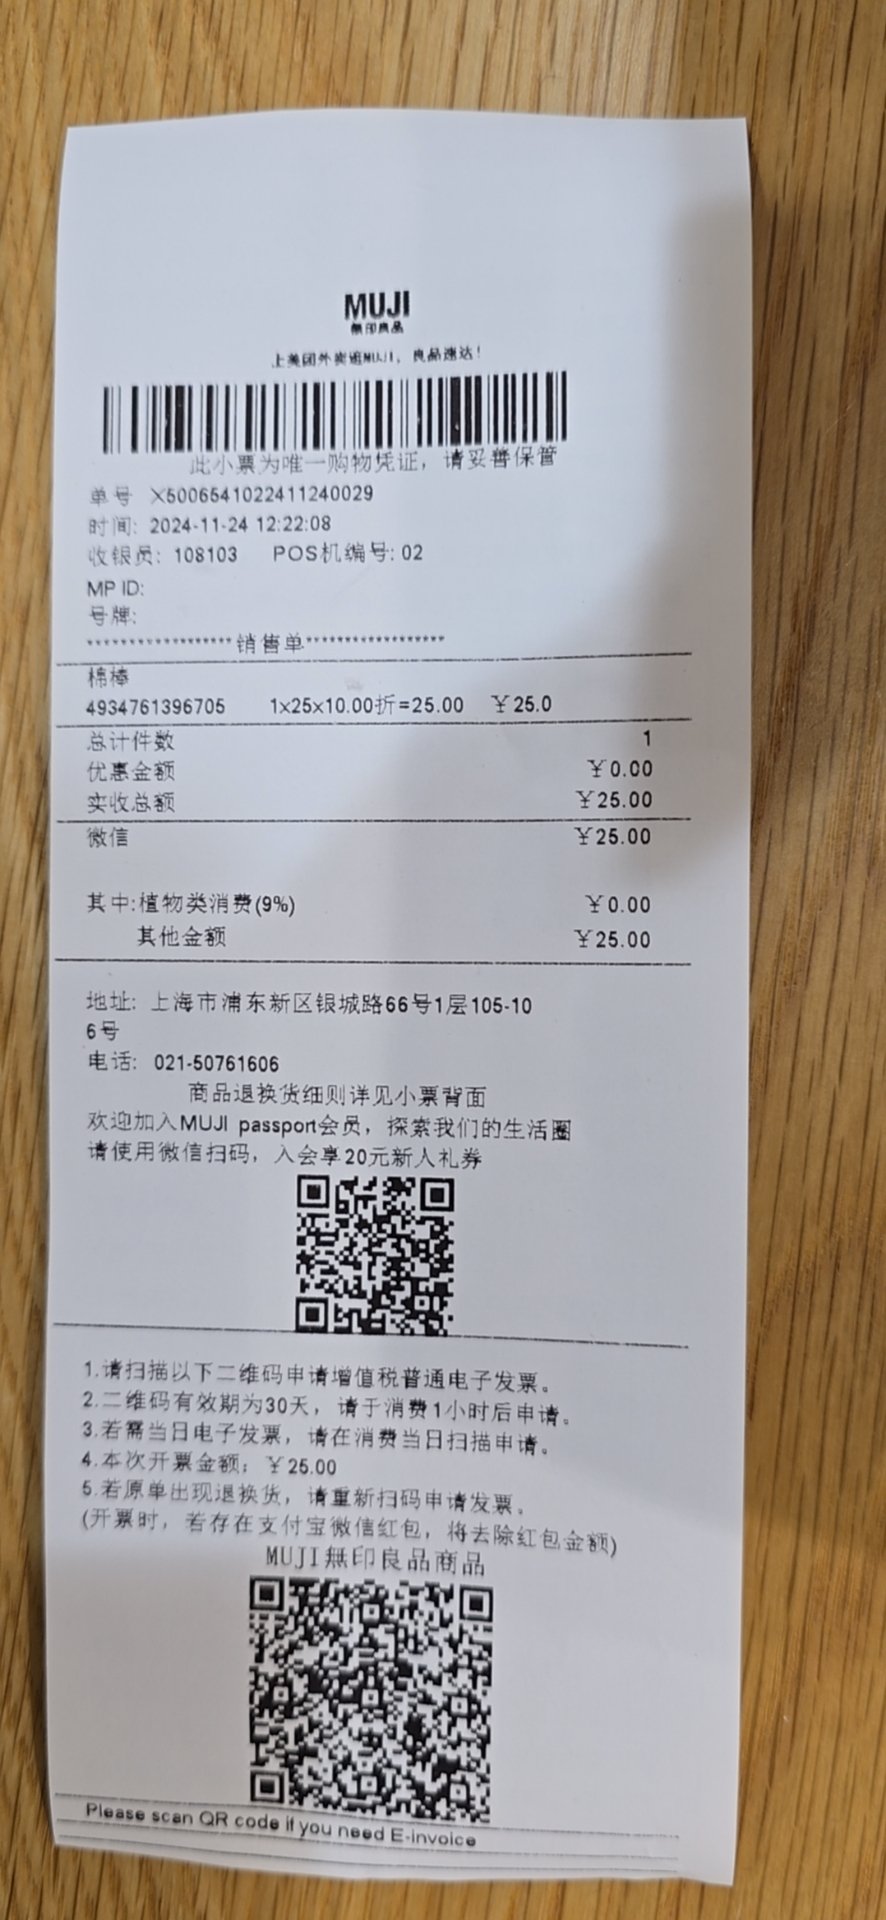 MUJI
無印良品
上美团外卖逛MUJI，良品速达！
此小票为唯一购物凭证，请妥善保管
单号 X5006541022411240029
时间: 2024-11-24 12:22:08
收银员: 108103 POS机编号: 02
MP ID:
号牌:
******************销售单******************
棉棒
4934761396705 1x25x10.00折=25.00 ￥25.0
总计件数 1
优惠金额 ￥0.00
实收总额 ￥25.00
微信 ￥25.00
其中:植物类消费(9%) ￥0.00
其他金额 ￥25.00
地址: 上海市浦东新区银城路66号1层105-10
6号
电话: 021-50761606
商品退换货细则详见小票背面
欢迎加入MUJI passport会员，探索我们的生活圈
请使用微信扫码，入会享20元新人礼券
1.请扫描以下二维码申请增值税普通电子发票。
2.二维码有效期为30天，请于消费1小时后申请。
3.若需当日电子发票，请在消费当日扫描申请。
4.本次开票金额：￥25.00
5.若原单出现退换货，请重新扫码申请发票。
(开票时，若存在支付宝微信红包，将去除红包金额)
MUJI無印良品商品
Please scan QR code if you need E-invoice